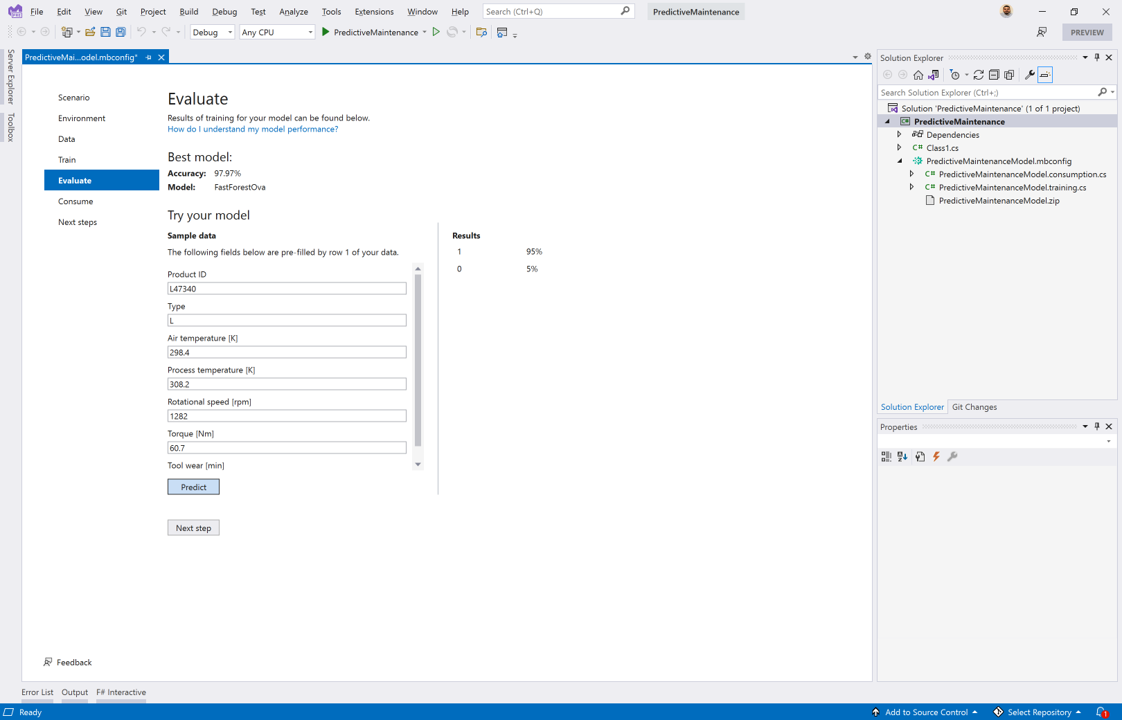 File Edit View Git Project Build Debug Test Analyze Tools Extensions Window Help Search (Ctrl+Q) PredictiveMaintenance
Debug Any CPU PredictiveMaintenance PREVIEW
Server Explorer
Toolbox
PredictiveMai...odel.mbconfig*
Scenario
Environment
Data
Train
Evaluate
Consume
Next steps
Evaluate
Results of training for your model can be found below.
How do I understand my model performance?
Best model:
Accuracy: 97.97%
Model: FastForestOva
Try your model
Sample data
The following fields below are pre-filled by row 1 of your data.
Product ID
L47340
Type
L
Air temperature [K]
298.4
Process temperature [K]
308.2
Rotational speed [rpm]
1282
Torque [Nm]
60.7
Tool wear [min]
Predict
Next step
Results
1 95%
0 5%
Feedback
Solution Explorer
Search Solution Explorer (Ctrl+;)
Solution 'PredictiveMaintenance' (1 of 1 project)
C# PredictiveMaintenance
Dependencies
C# Class1.cs
PredictiveMaintenanceModel.mbconfig
C# PredictiveMaintenanceModel.consumption.cs
C# PredictiveMaintenanceModel.training.cs
PredictiveMaintenanceModel.zip
Solution Explorer Git Changes
Properties
Error List Output F# Interactive
Ready Add to Source Control Select Repository 1